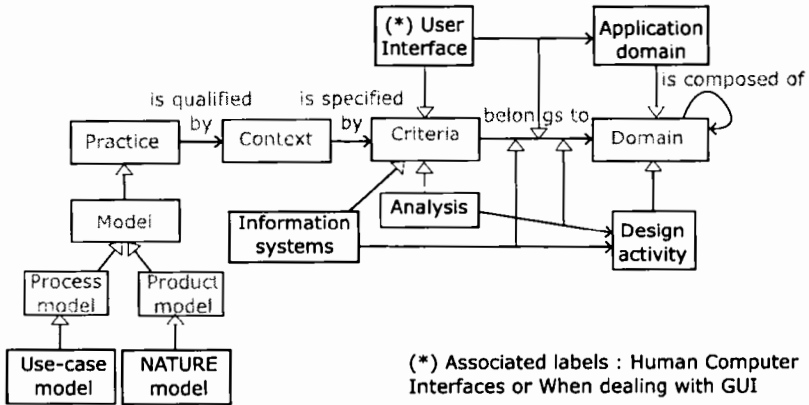 (*) User
Interface
Application
domain
is composed of
is qualified
by
is specified
by
belongs to
Practice
Context
Criteria
Domain
Model
Information
systems
Analysis
Design
activity
Process
model
Product
model
Use-case
model
NATURE
model
(*) Associated labels : Human Computer
Interfaces or When dealing with GUI